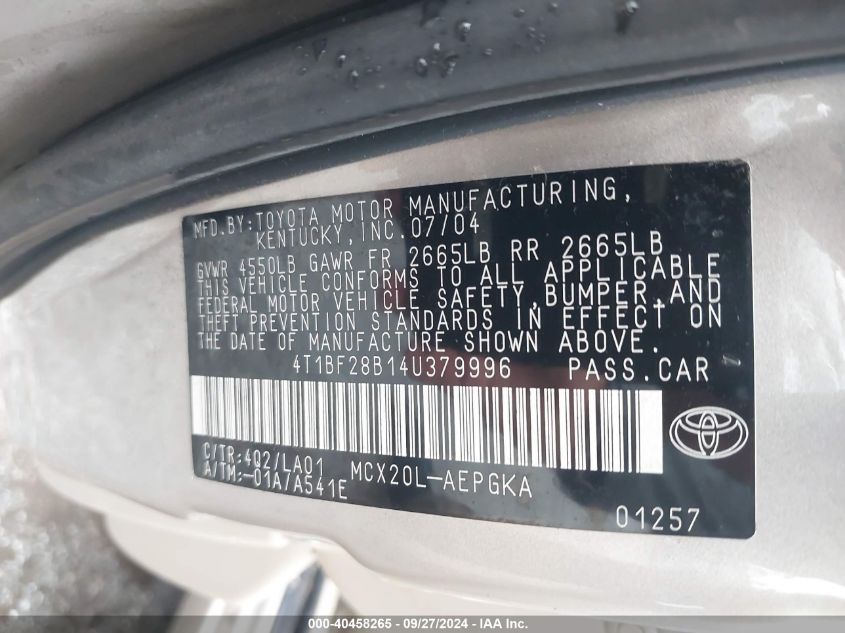 MFD.BY:TOYOTA MOTOR MANUFACTURING,
KENTUCKY,INC.07/04
GVWR 4550LB GAWR FR 2665LB RR 2665LB
THIS VEHICLE CONFORMS TO ALL APPLICABLE
FEDERAL MOTOR VEHICLE SAFETY,BUMPER,AND
THEFT PREVENTION STANDARDS IN EFFECT ON
THE DATE OF MANUFACTURE SHOWN ABOVE.
4T1BF28B14U379996 PASS.CAR
C/TR:4Q2/LA01 MCX20L-AEPGKA
A/TM:-01A/A541E
01257
000-40458265 - 09/27/2024 - IAA Inc.